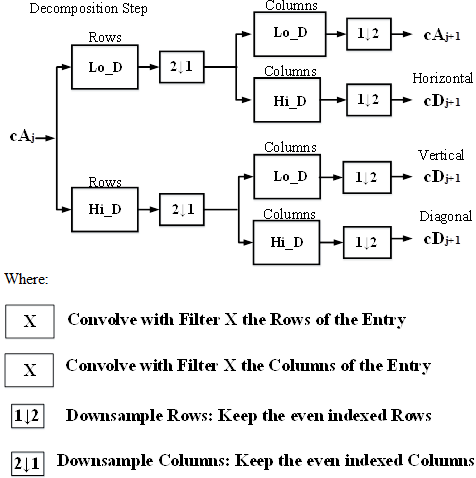 Decomposition Step
Columns
Rows
Lo_D
1↓2
cAj+1
Lo_D
2↓1
Columns
Horizontal
Hi_D
1↓2
cDj+1
cAj
Columns
Vertical
Lo_D
1↓2
cDj+1
Rows
Hi_D
2↓1
Columns
Diagonal
Hi_D
1↓2
cDj+1
Where:
X Convolve with Filter X the Rows of the Entry
X Convolve with Filter X the Columns of the Entry
1↓2 Downsample Rows: Keep the even indexed Rows
2↓1 Downsample Columns: Keep the even indexed Columns